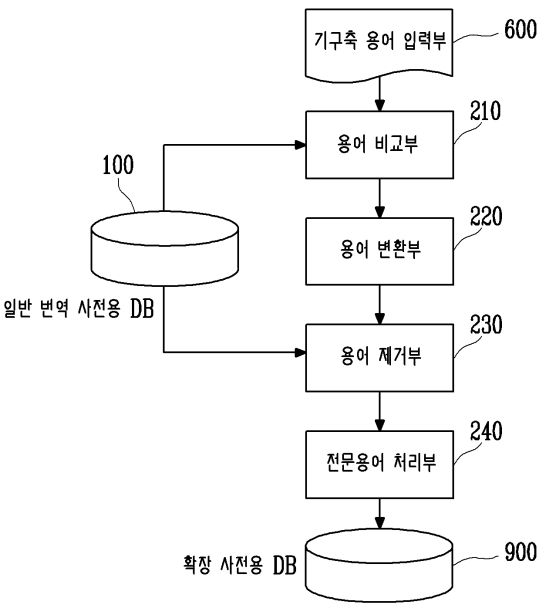 기구축 용어 입력부
600
용어 비교부
210
100
용어 변환부
220
일반 번역 사전용 DB
용어 제거부
230
전문용어 처리부
240
확장 사전용 DB
900